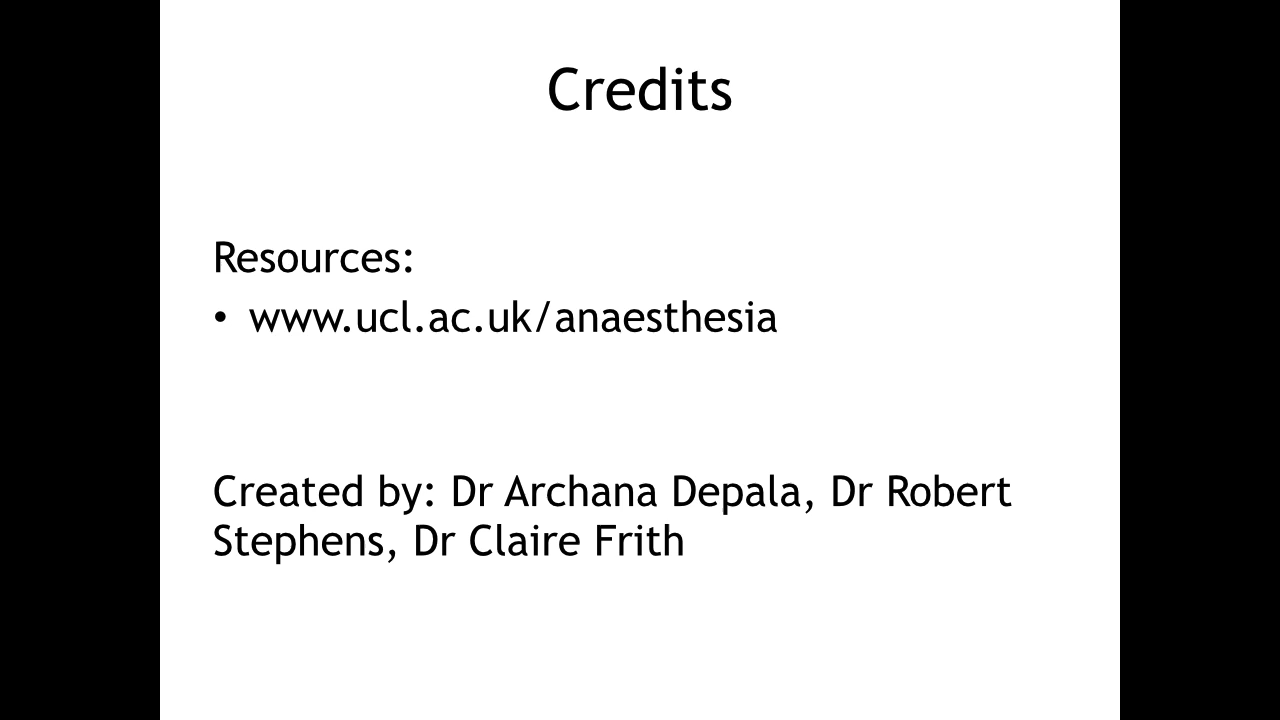 Credits
Resources:
• www.ucl.ac.uk/anaesthesia
Created by: Dr Archana Depala, Dr Robert
Stephens, Dr Claire Frith